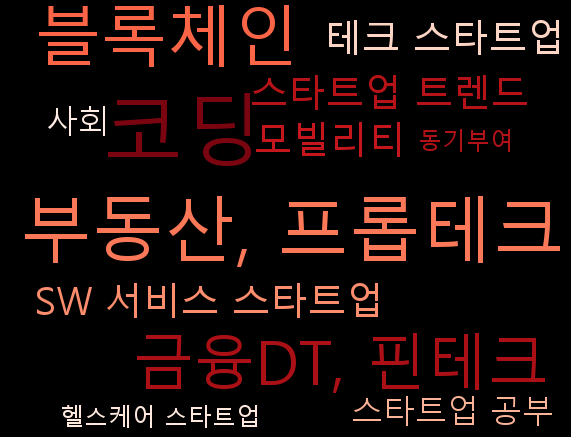 블록체인
테크 스타트업
스타트업 트렌드
사회
코딩
모빌리티
동기부여
부동산, 프롭테크
SW 서비스 스타트업
금융DT, 핀테크
헬스케어 스타트업
스타트업 공부